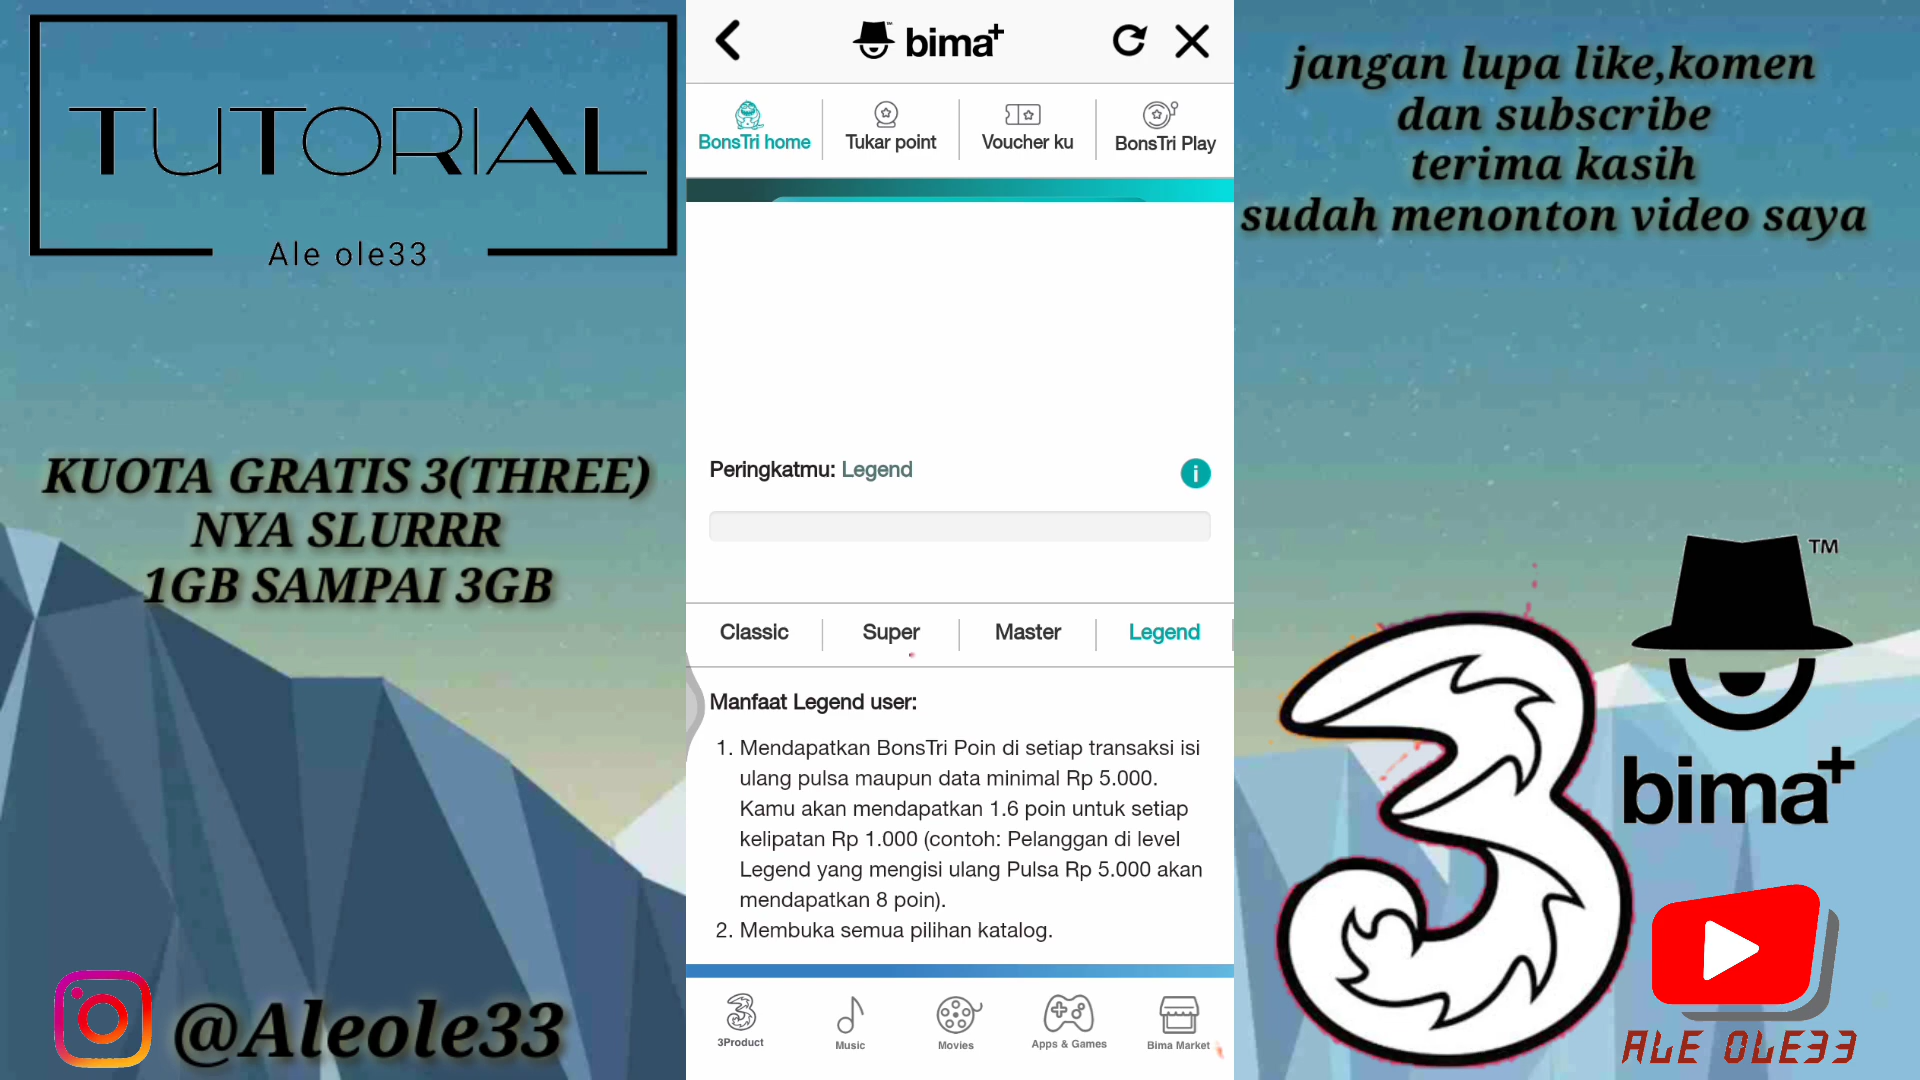 TUTORIAL
Ale ole33
KUOTA GRATIS 3(THREE)
NYA SLURRR
1GB SAMPAI 3GB
@Aleole33
bima+
BonsTri home
Tukar point
Voucher ku
BonsTri Play
Peringkatmu: Legend
i
Classic
Super
Master
Legend
Manfaat Legend user:
1. Mendapatkan BonsTri Poin di setiap transaksi isi
ulang pulsa maupun data minimal Rp 5.000.
Kamu akan mendapatkan 1.6 poin untuk setiap
kelipatan Rp 1.000 (contoh: Pelanggan di level
Legend yang mengisi ulang Pulsa Rp 5.000 akan
mendapatkan 8 poin).
2. Membuka semua pilihan katalog.
3Product
Music
Movies
Apps & Games
Bima Market
jangan lupa like,komen
dan subscribe
terima kasih
sudah menonton video saya
3
TM
bima+
ALE OLE33